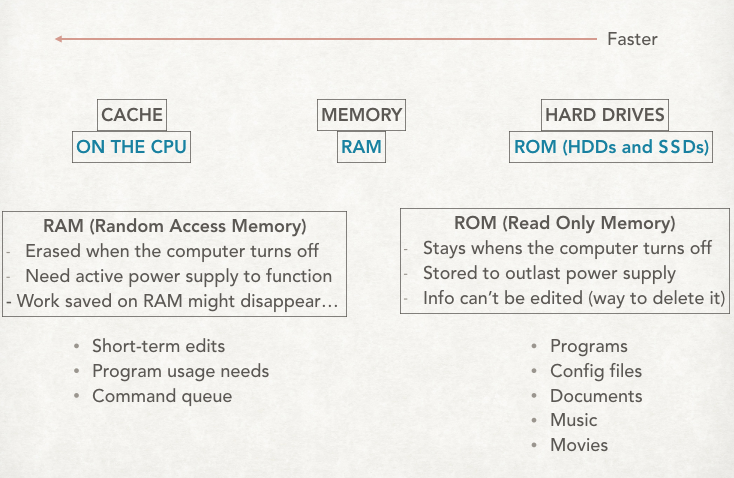 Faster
CACHE
ON THE CPU
MEMORY
RAM
HARD DRIVES
ROM (HDDs and SSDs)
RAM (Random Access Memory)
- Erased when the computer turns off
- Need active power supply to function
- Work saved on RAM might disappear…
• Short-term edits
• Program usage needs
• Command queue
ROM (Read Only Memory)
- Stays whens the computer turns off
- Stored to outlast power supply
- Info can’t be edited (way to delete it)
• Programs
• Config files
• Documents
• Music
• Movies